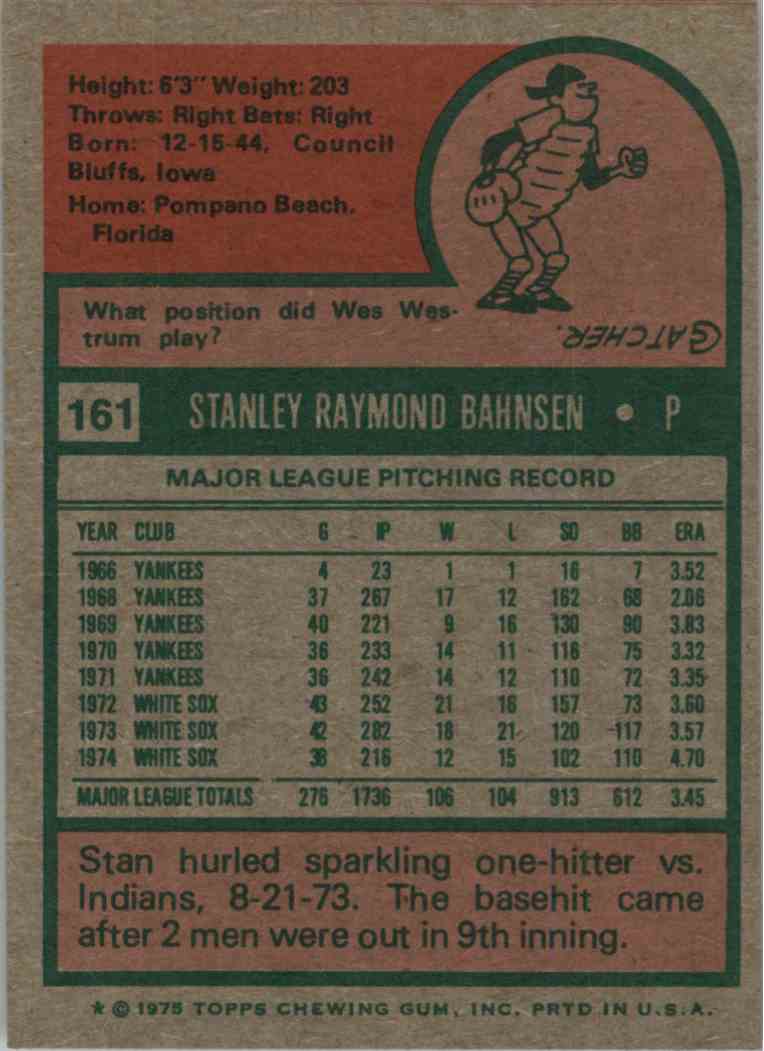 Height: 6'3" Weight: 203
Throws: Right Bats: Right
Born: 12-15-44, Council
Bluffs, Iowa
Home: Pompano Beach,
Florida
What position did Wes Wes-
trum play?
CATCHER.
161 STANLEY RAYMOND BAHNSEN • P
MAJOR LEAGUE PITCHING RECORD
YEAR CLUB G IP W L SO BB ERA
1966 YANKEES 4 23 1 1 16 7 3.52
1968 YANKEES 37 267 17 12 162 68 2.06
1969 YANKEES 40 221 9 16 130 90 3.83
1970 YANKEES 36 233 14 11 116 75 3.32
1971 YANKEES 36 242 14 12 110 72 3.35
1972 WHITE SOX 43 252 21 16 157 73 3.60
1973 WHITE SOX 42 282 18 21 120 117 3.57
1974 WHITE SOX 38 216 12 15 102 110 4.70
MAJOR LEAGUE TOTALS 276 1736 106 104 913 612 3.45
Stan hurled sparkling one-hitter vs.
Indians, 8-21-73. The basehit came
after 2 men were out in 9th inning.
* © 1975 TOPPS CHEWING GUM, INC. PRTD IN U.S.A.